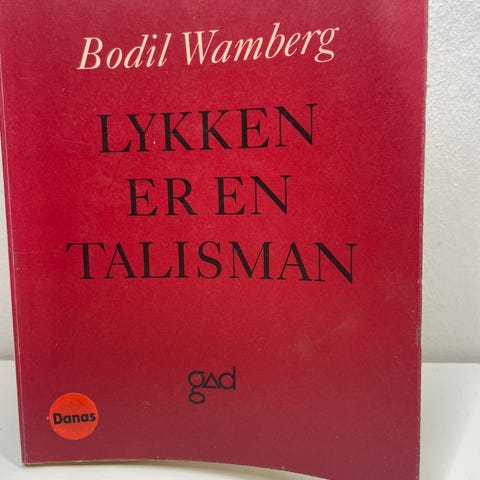 Bodil Wamberg
LYKKEN
ER EN
TALISMAN
gad
Danas